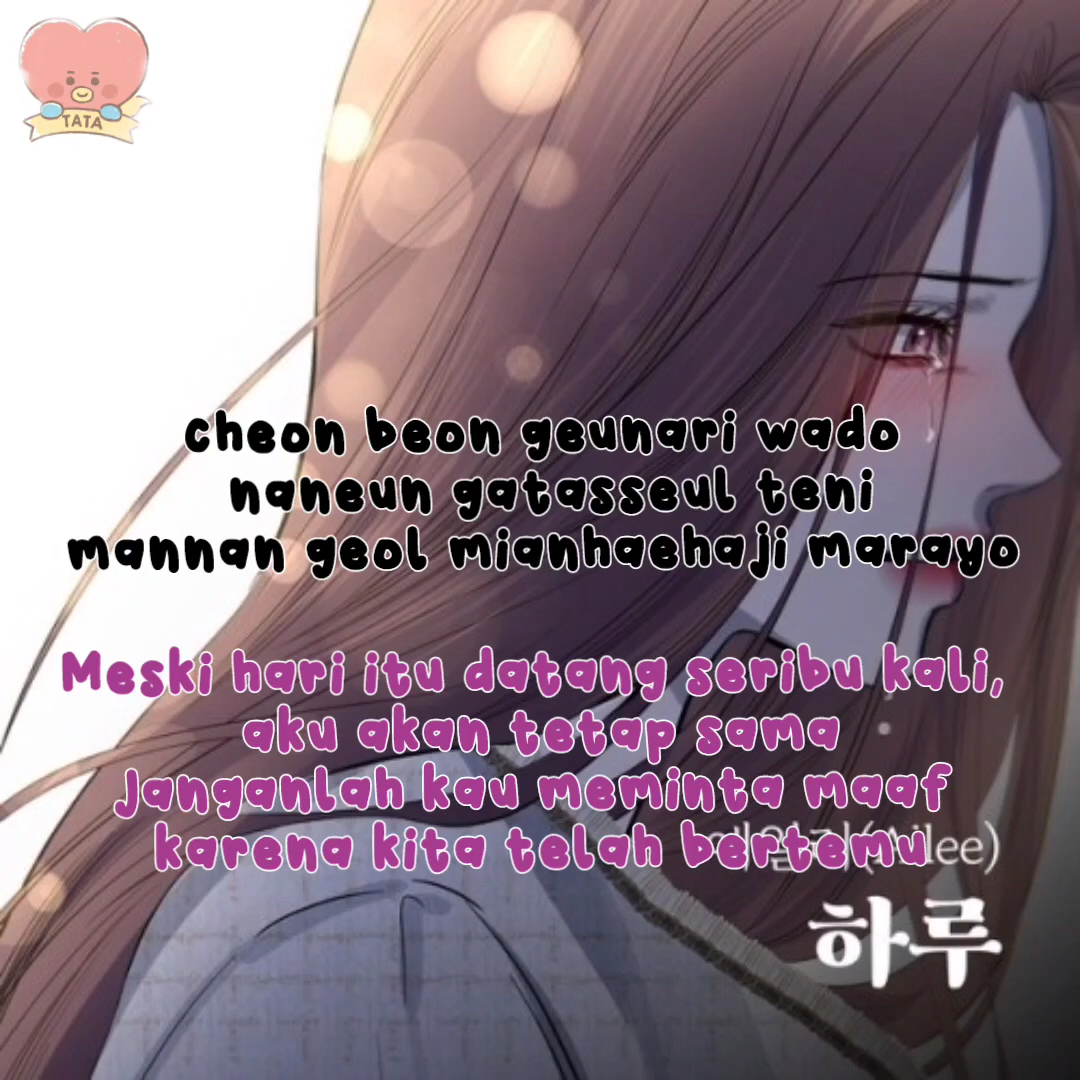 TATA
cheon beon geunari wado
naneun gatasseul teni
mannan geol mianhaehaji marayo
Meski hari itu datang seribu kali,
aku akan tetap sama
Janganlah kau meminta maaf
karena kita telah bertemu
(Ailee)
하루